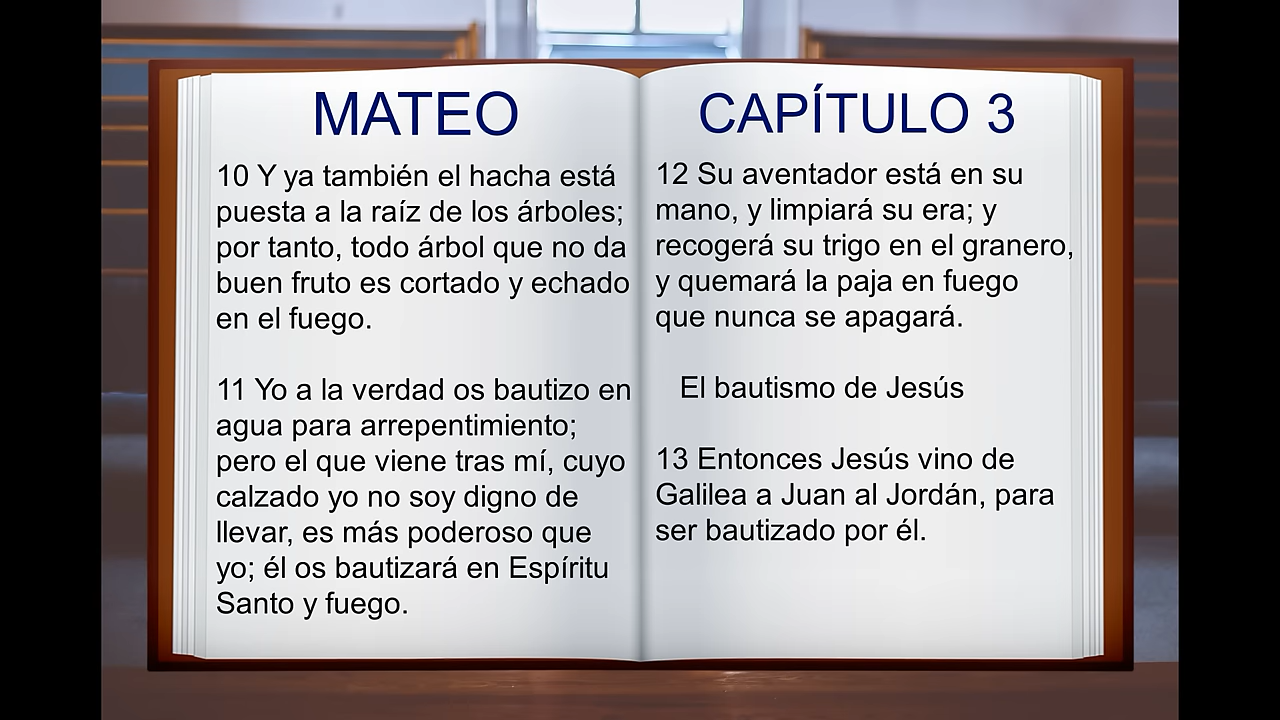 MATEO
10 Y ya también el hacha está
puesta a la raíz de los árboles;
por tanto, todo árbol que no da
buen fruto es cortado y echado
en el fuego.
11 Yo a la verdad os bautizo en
agua para arrepentimiento;
pero el que viene tras mí, cuyo
calzado yo no soy digno de
llevar, es más poderoso que
yo; él os bautizará en Espíritu
Santo y fuego.
CAPÍTULO 3
12 Su aventador está en su
mano, y limpiará su era; y
recogerá su trigo en el granero,
y quemará la paja en fuego
que nunca se apagará.
El bautismo de Jesús
13 Entonces Jesús vino de
Galilea a Juan al Jordán, para
ser bautizado por él.